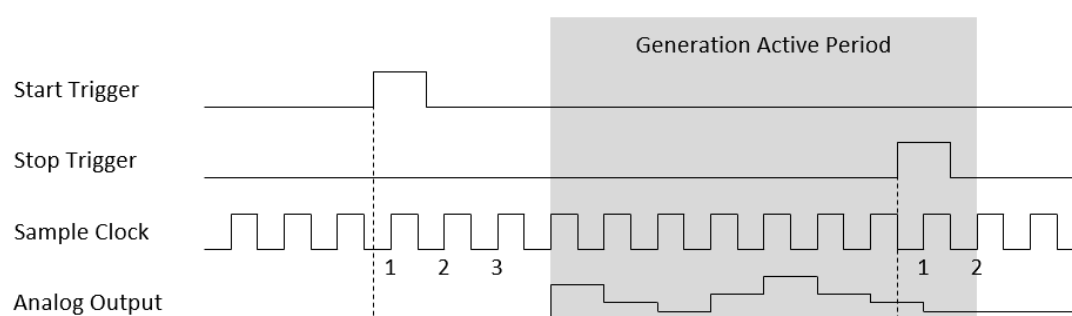 Generation Active Period
Start Trigger
Stop Trigger
Sample Clock
1 2 3 1 2
Analog Output